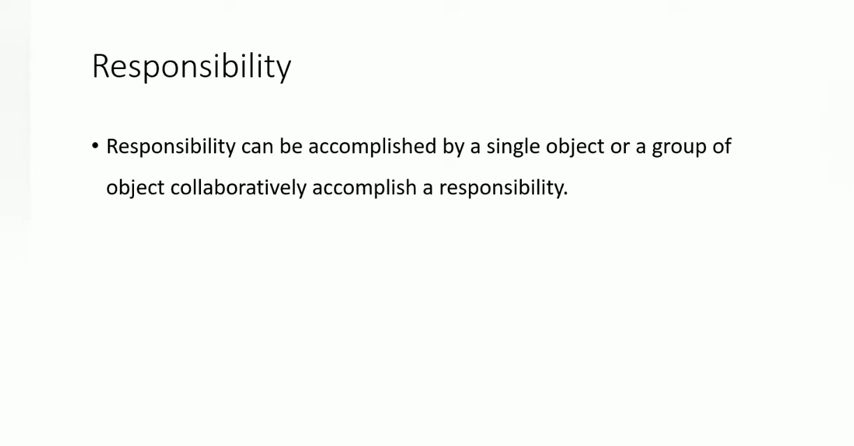 Responsibility
• Responsibility can be accomplished by a single object or a group of
object collaboratively accomplish a responsibility.